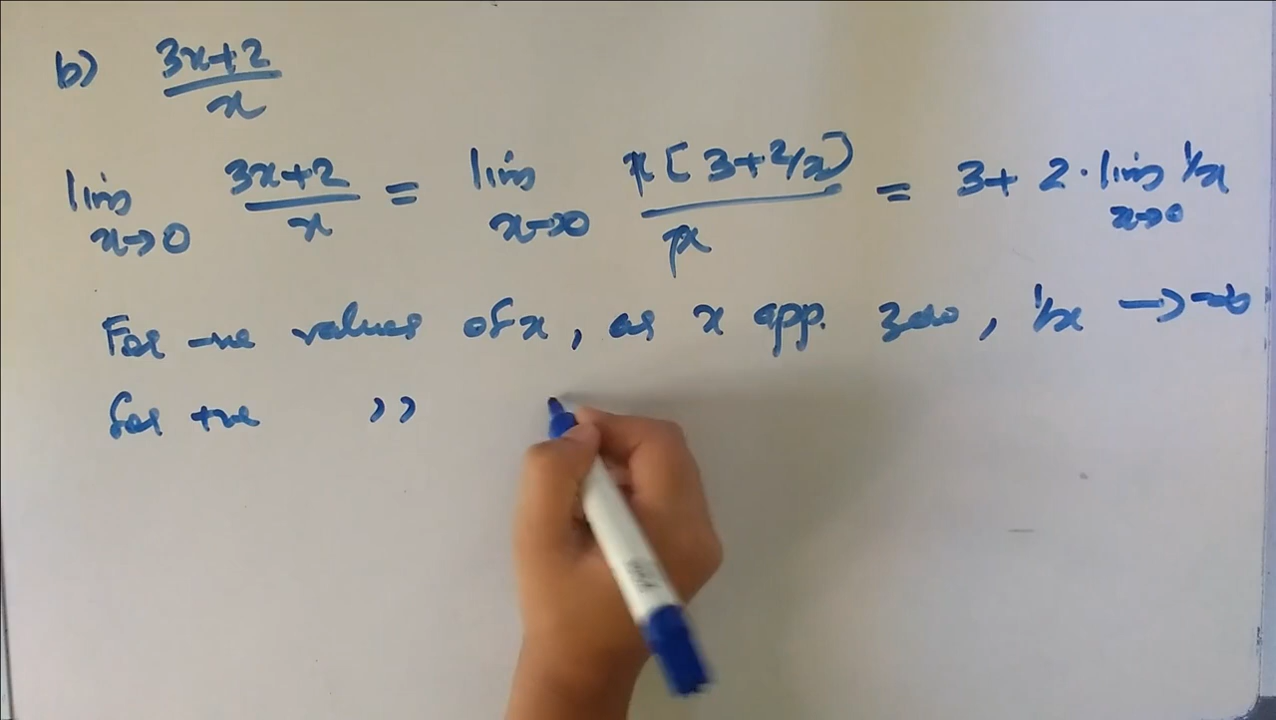 b) 3x+2 / x
lim x→0 3x+2 / x = lim x→0 x[3+2/x) / x = 3+2·lim x→0 1/x
For -ve values of x, as x app. zero, 1/x → -∞
for +ve ,,